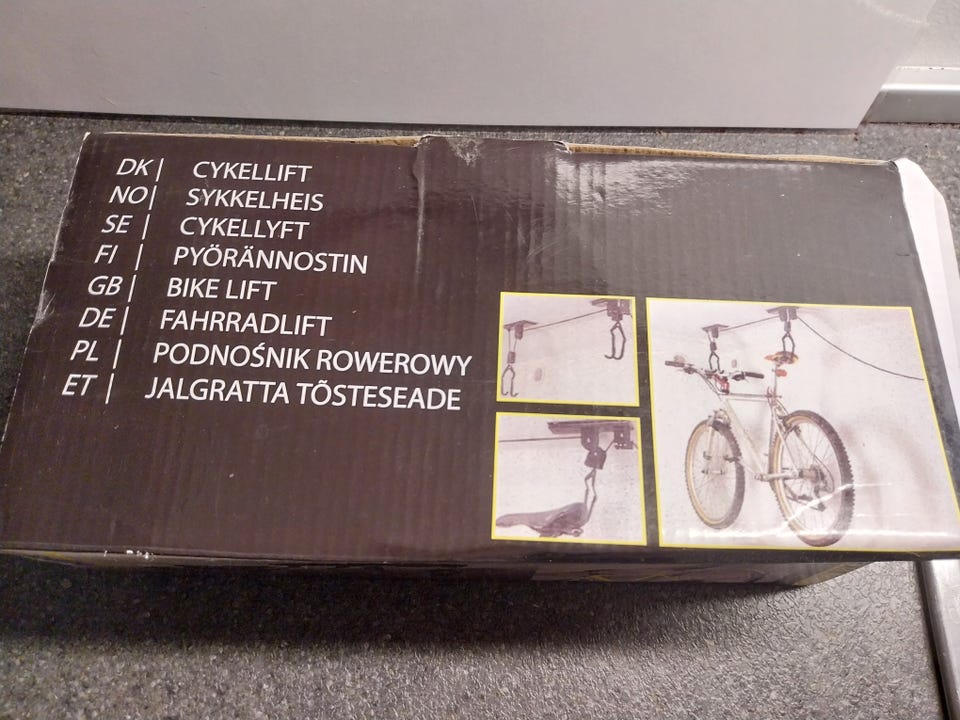 DK| CYKELLIFT
NO| SYKKELHEIS
SE | CYKELLYFT
FI | PYÖRÄNNOSTIN
GB| BIKE LIFT
DE | FAHRRADLIFT
PL | PODNOŚNIK ROWEROWY
ET | JALGRATTA TÕSTESEADE